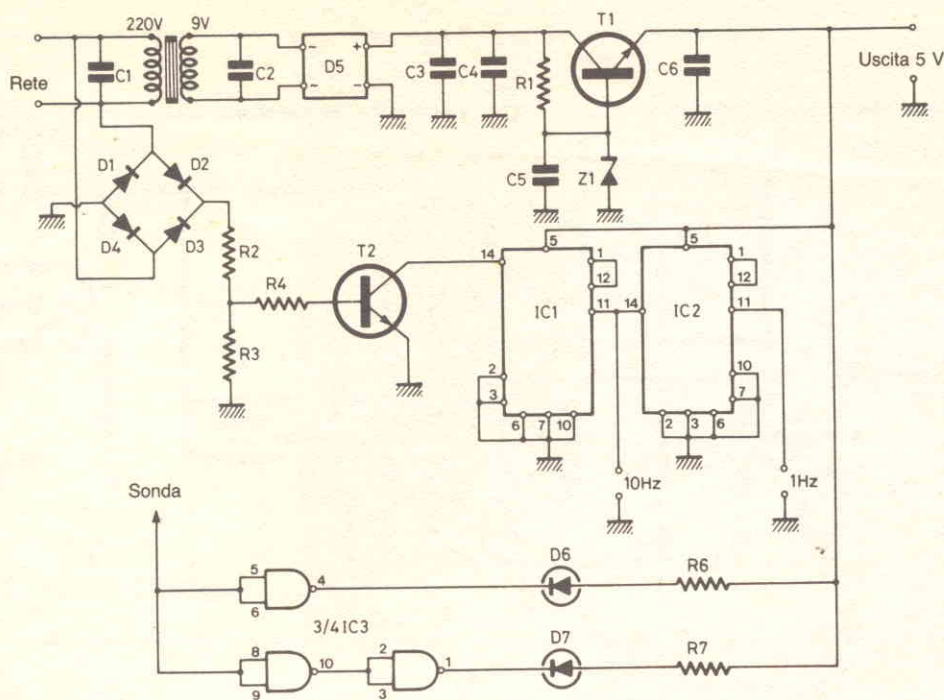 220V 9V
T1
Rete
C1
C2
- +
D5
- -
C3
C4
R1
C6
Uscita 5 V
C5
Z1
D1
D2
D4
D3
R2
R4
T2
R3
14
5
1
12
11
IC1
2
3
6 7 10
14
5
1
12
11
IC2
10
7
2 3 6
10Hz
1Hz
Sonda
5
6
4
D6
R6
3/4 IC3
8
9
10
2
3
1
D7
R7